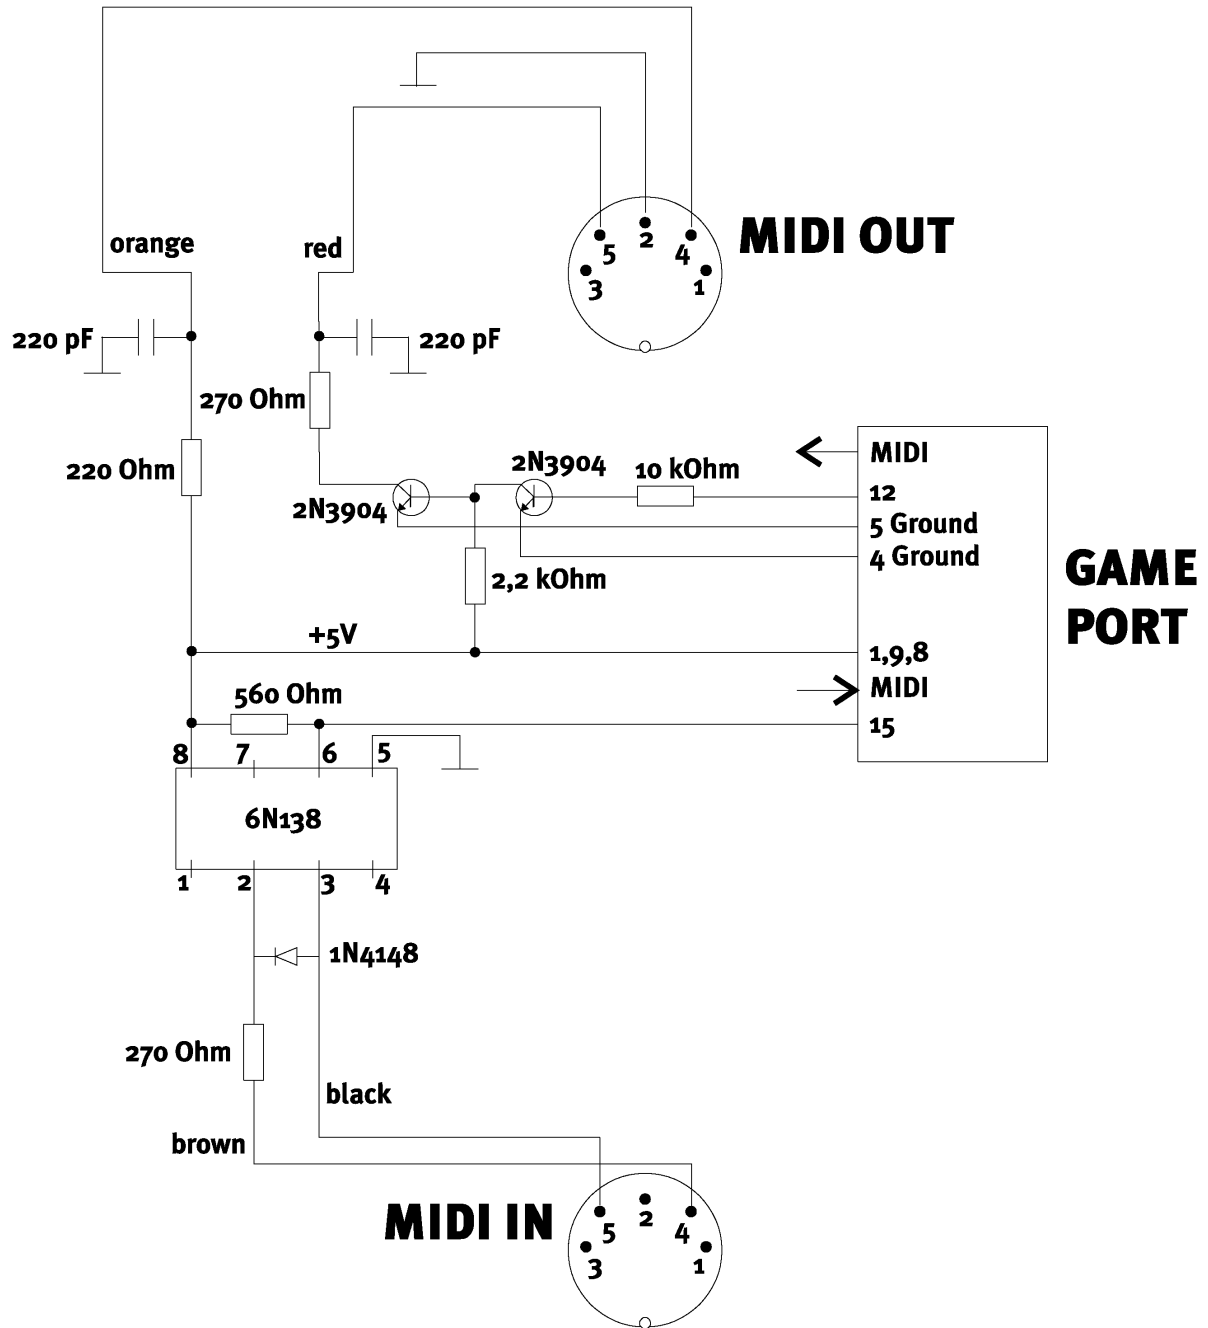 orange
red
5
2
4
3
1
MIDI OUT
220 pF
220 pF
270 Ohm
220 Ohm
2N3904
2N3904
10 kOhm
MIDI
12
5 Ground
4 Ground
2,2 kOhm
GAME
PORT
+5V
1,9,8
MIDI
560 Ohm
15
8
7
6
5
6N138
1
2
3
4
1N4148
270 Ohm
black
brown
MIDI IN
5
2
4
3
1